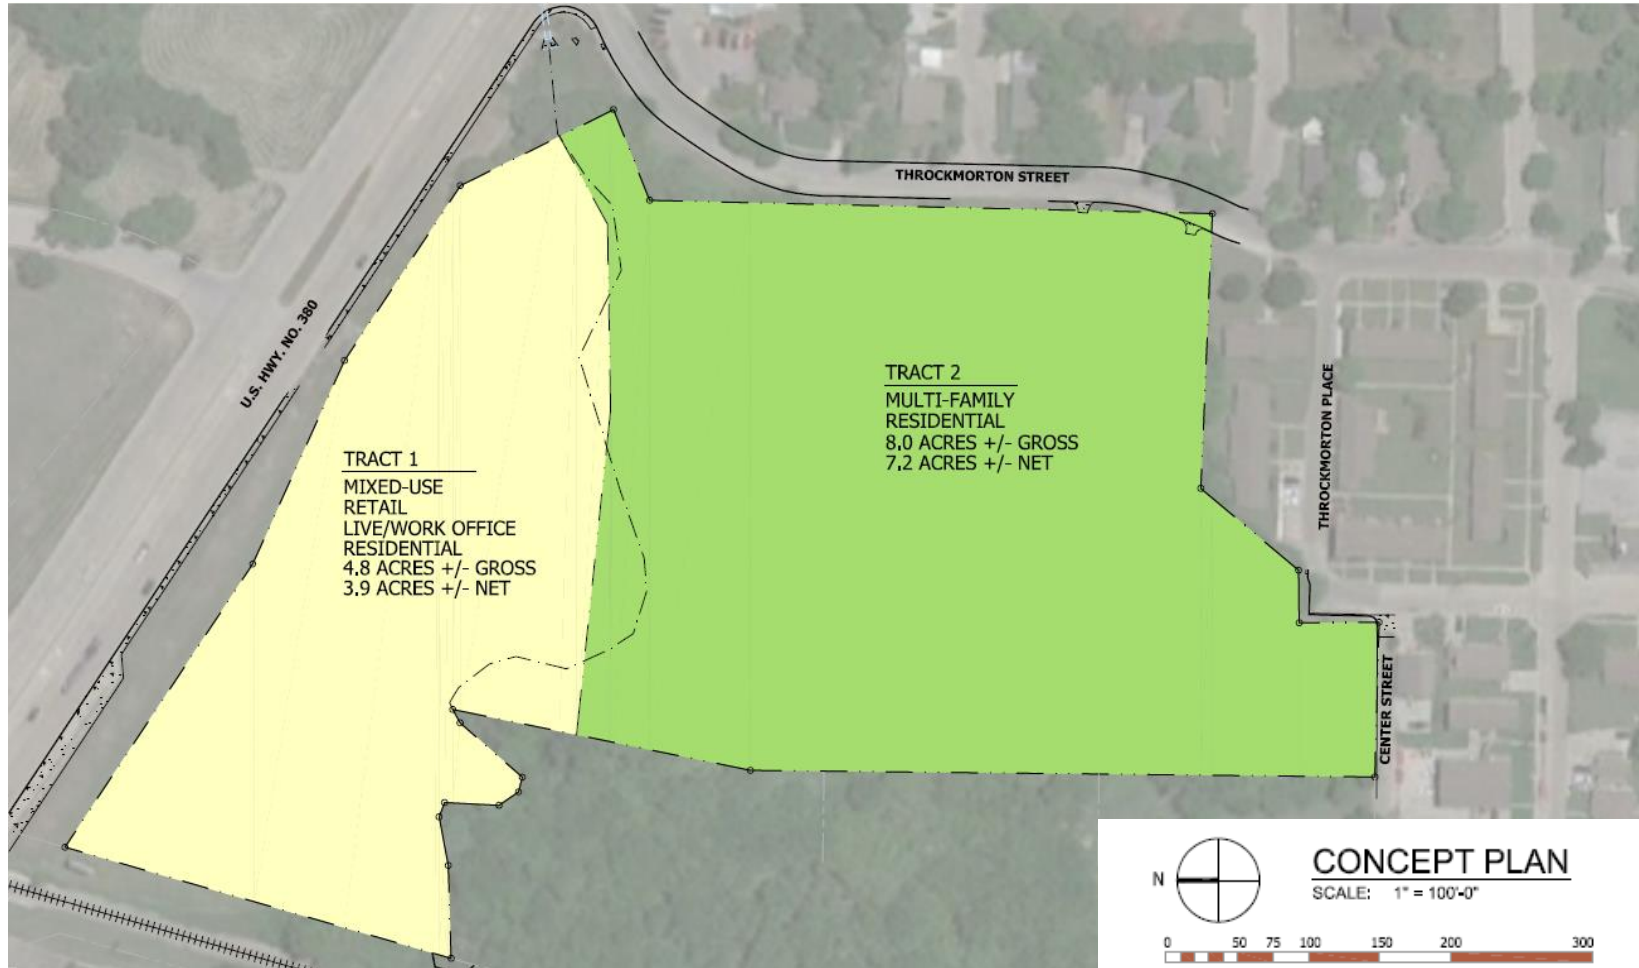 THROCKMORTON STREET
U.S. HWY. NO. 380
TRACT 2
MULTI-FAMILY
RESIDENTIAL
8.0 ACRES +/- GROSS
7.2 ACRES +/- NET
THROCKMORTON PLACE
TRACT 1
MIXED-USE
RETAIL
LIVE/WORK OFFICE
RESIDENTIAL
4.8 ACRES +/- GROSS
3.9 ACRES +/- NET
CENTER STREET
N
CONCEPT PLAN
SCALE: 1" = 100'-0"
0 50 75 100 150 200 300